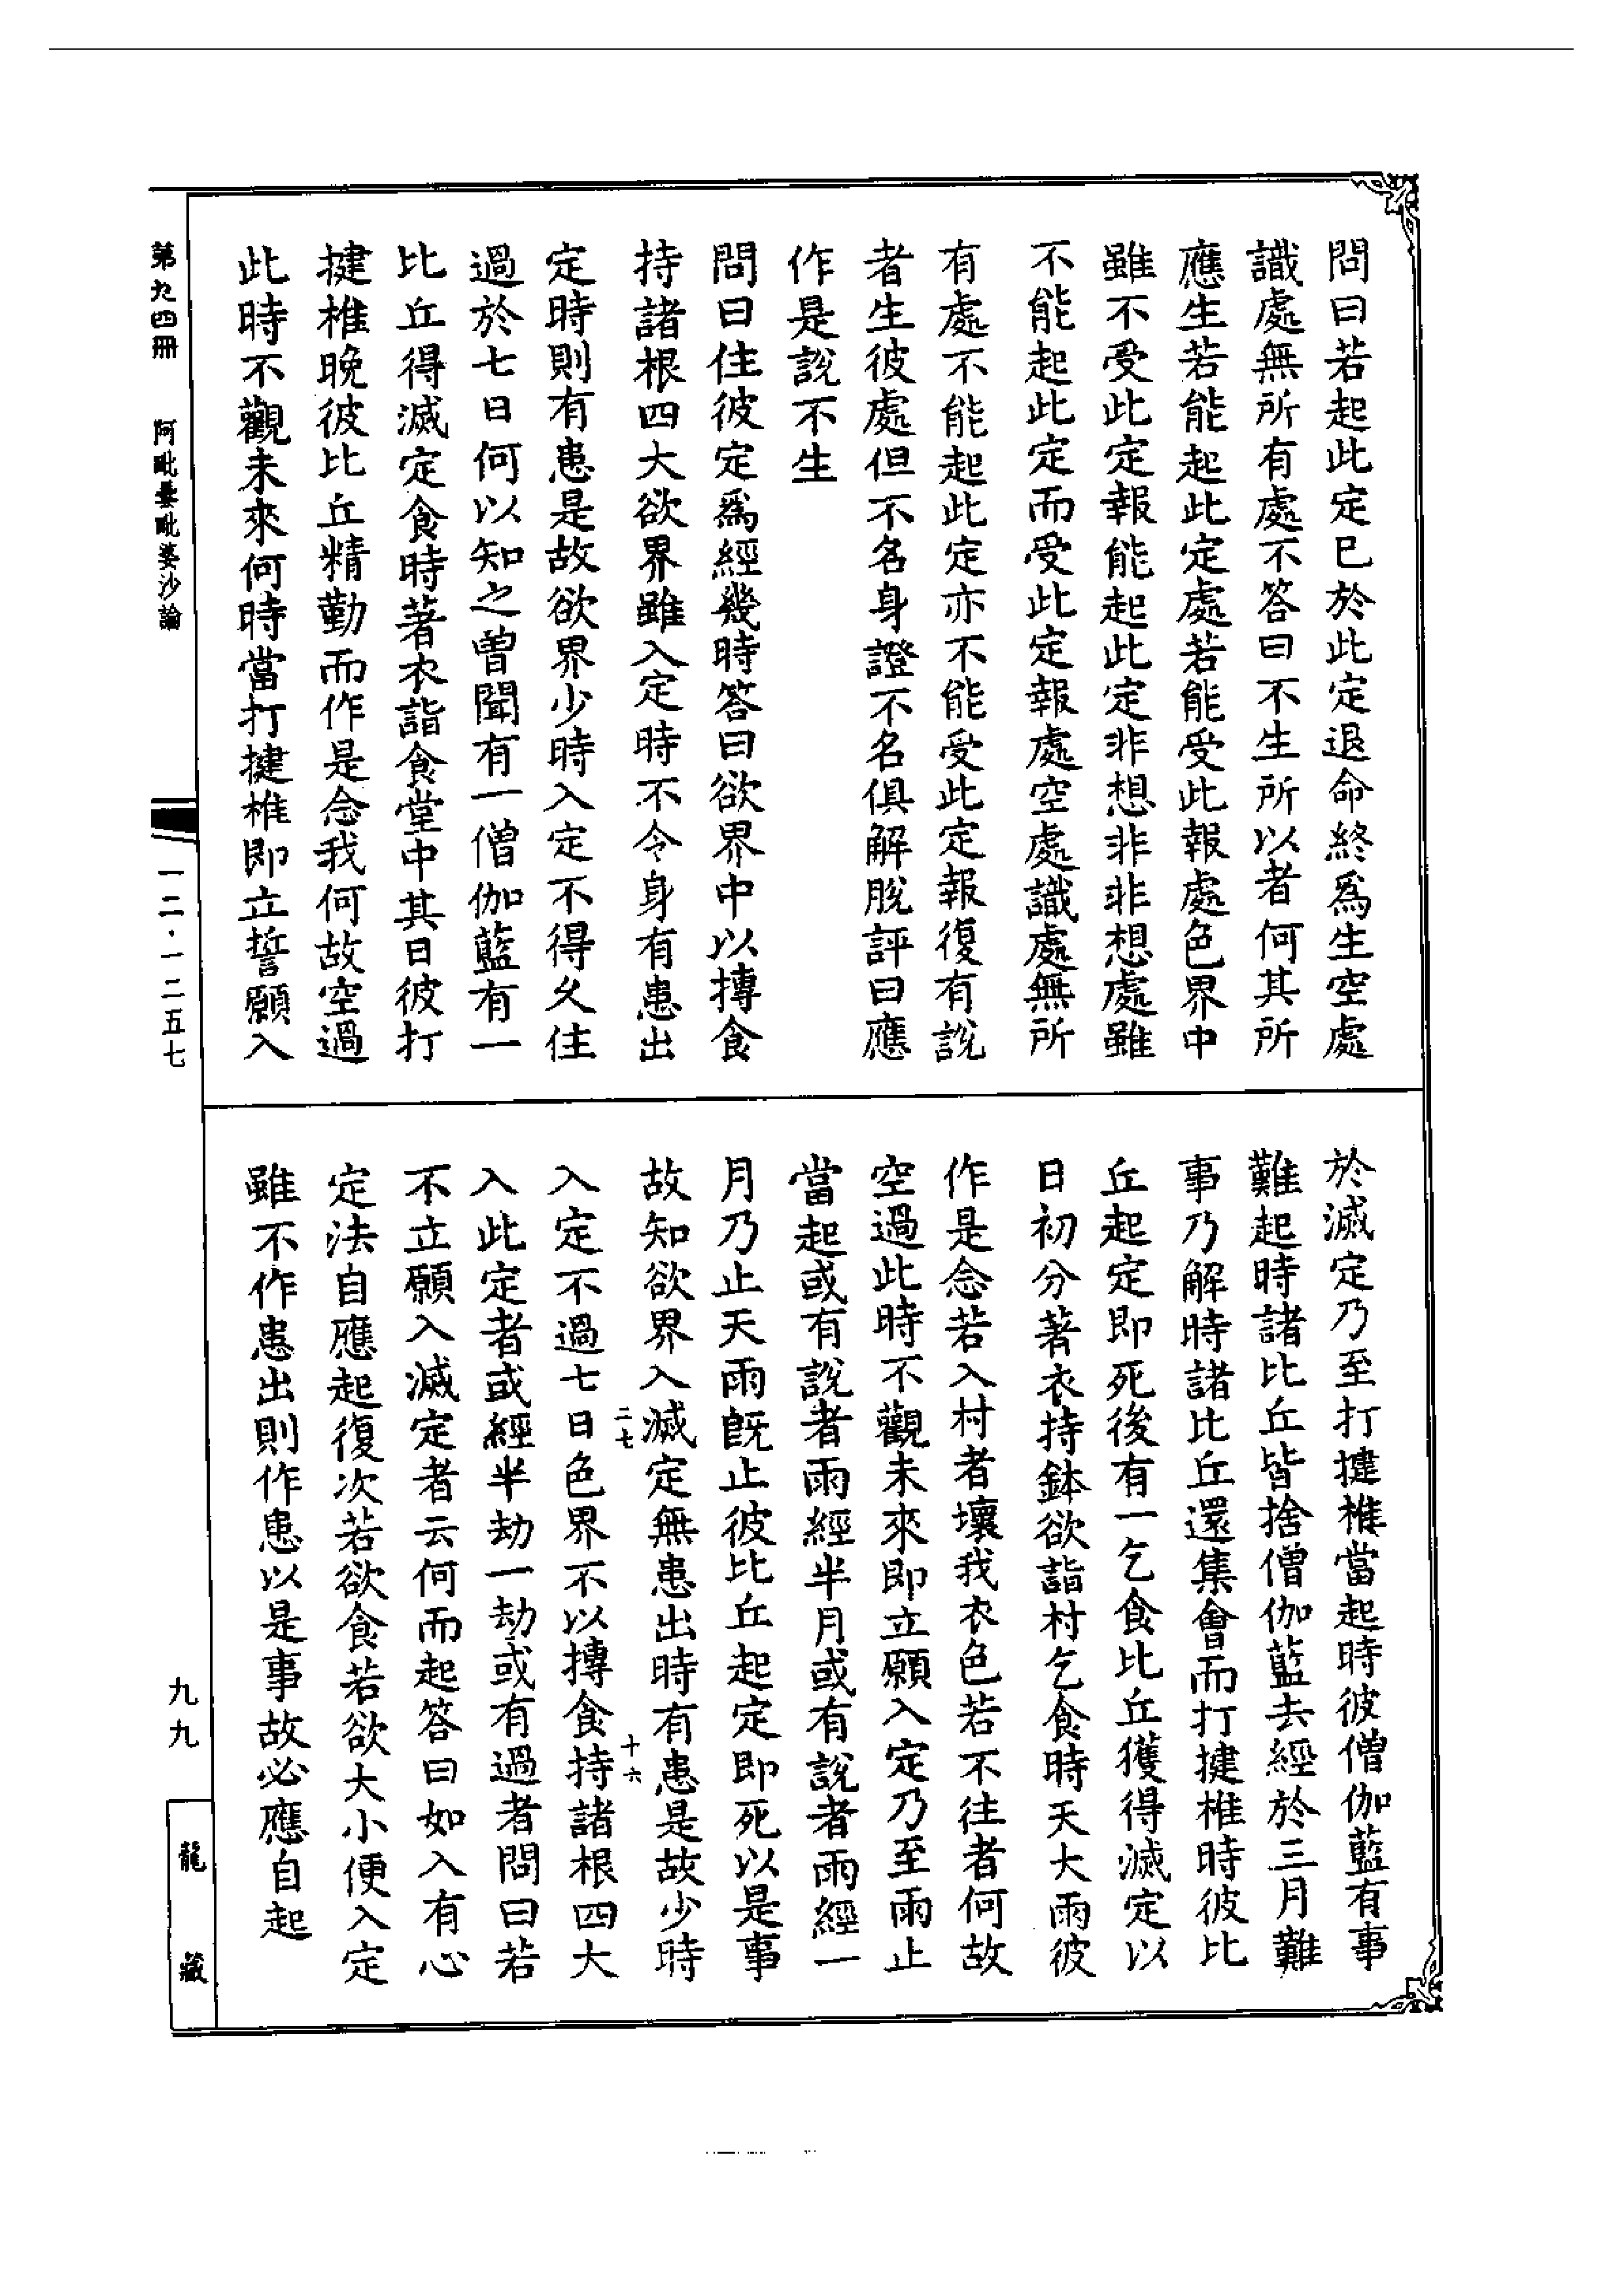 問曰若起此定已於此定退命終爲生空處
識處無所有處不答曰不生所以者何其所
應生若能起此定處若能受此報處色界中
雖不受此定報能起此定非想非非想處雖
不能起此定而受此定報處空處識處無所
有處不能起此定亦不能受此定報復有說
者生彼處但不名身證不名俱解脫評曰應
作是說不生
問曰住彼定爲經幾時答曰欲界中以摶食
持諸根四大欲界雖入定時不令身有患出
定時則有患是故欲界少時入定不得久住
過於七日何以知之曾聞有一僧伽藍有一
比丘得滅定食時著衣詣食堂中其日彼打
揵椎晚彼比丘精勤而作是念我何故空過
此時不觀未來何時當打揵椎即立誓願入
於滅定乃至打揵椎當起時彼僧伽藍有事
難起時諸比丘皆捨僧伽藍去經於三月難
事乃解時諸比丘還集會而打揵椎時彼比
丘起定即死後有一乞食比丘獲得滅定以
日初分著衣持鉢欲詣村乞食時天大雨彼
作是念若入村者壞我衣色若不往者何故
空過此時不觀未來即立願入定乃至雨止
當起或有說者雨經半月或有說者雨經一
月乃止天雨旣止彼比丘起定即死以是事
故知欲界入滅定無患出時有患是故少時
二七
十六
入定不過七日色界不以摶食持諸根四大
入此定者或經半劫一劫或有過者問曰若
不立願入滅定者云何而起答曰如入有心
定法自應起復次若欲食若欲大小便入定
雖不作患出則作患以是事故必應自起
第九四冊
阿毗曇毗婆沙論
一二·一二五七
九九
龍藏